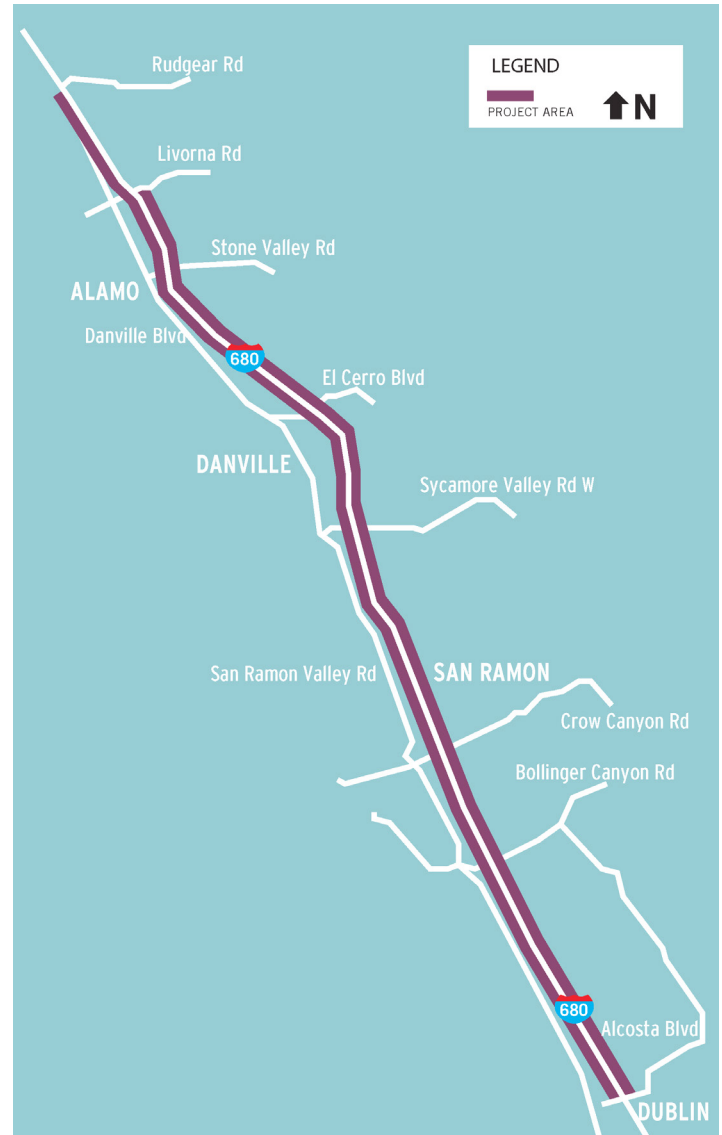 Rudgear Rd
LEGEND
PROJECT AREA
N
Livorna Rd
Stone Valley Rd
ALAMO
Danville Blvd
680
El Cerro Blvd
DANVILLE
Sycamore Valley Rd W
San Ramon Valley Rd
SAN RAMON
Crow Canyon Rd
Bollinger Canyon Rd
680
Alcosta Blvd
DUBLIN